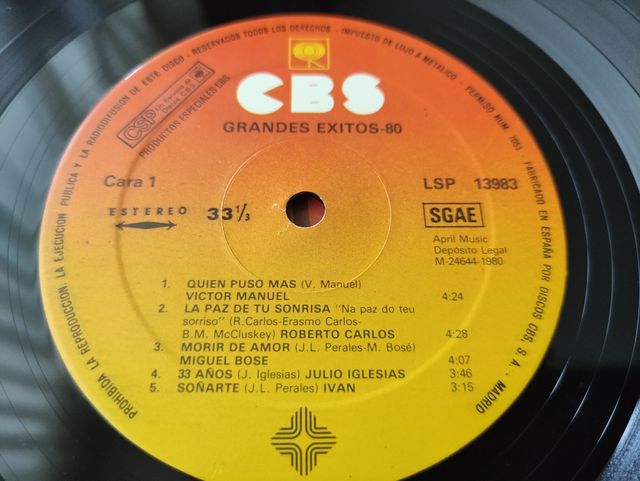 PROHIBIDA LA REPRODUCCION, LA EJECUCION PUBLICA Y LA RADIODIFUSION DE ESTE DISCO - RESERVADOS TODOS LOS DERECHOS - IMPUESTO DE LUJO A METALICO - PERMISO NUM. 1053 FABRICADO EN ESPAÑA POR DISCOS CBS, S. A. - MADRID
CBS
GRANDES EXITOS-80
CSP
Discos CBS
PRODUCTOS ESPECIALES CBS
Cara 1
LSP 13983
ESTEREO 33 1/3
SGAE
April Music
Depósito Legal
M-24644-1980
1. QUIEN PUSO MAS (V. Manuel)
VICTOR MANUEL 4:24
2. LA PAZ DE TU SONRISA "Na paz do teu
sorriso" (R.Carlos-Erasmo Carlos-
B.M. McCluskey) ROBERTO CARLOS 4:28
3. MORIR DE AMOR (J.L. Perales-M. Bosé)
MIGUEL BOSE 4:07
4. 33 AÑOS (J. Iglesias) JULIO IGLESIAS 3:46
5. SOÑARTE (J.L. Perales) IVAN 3:15